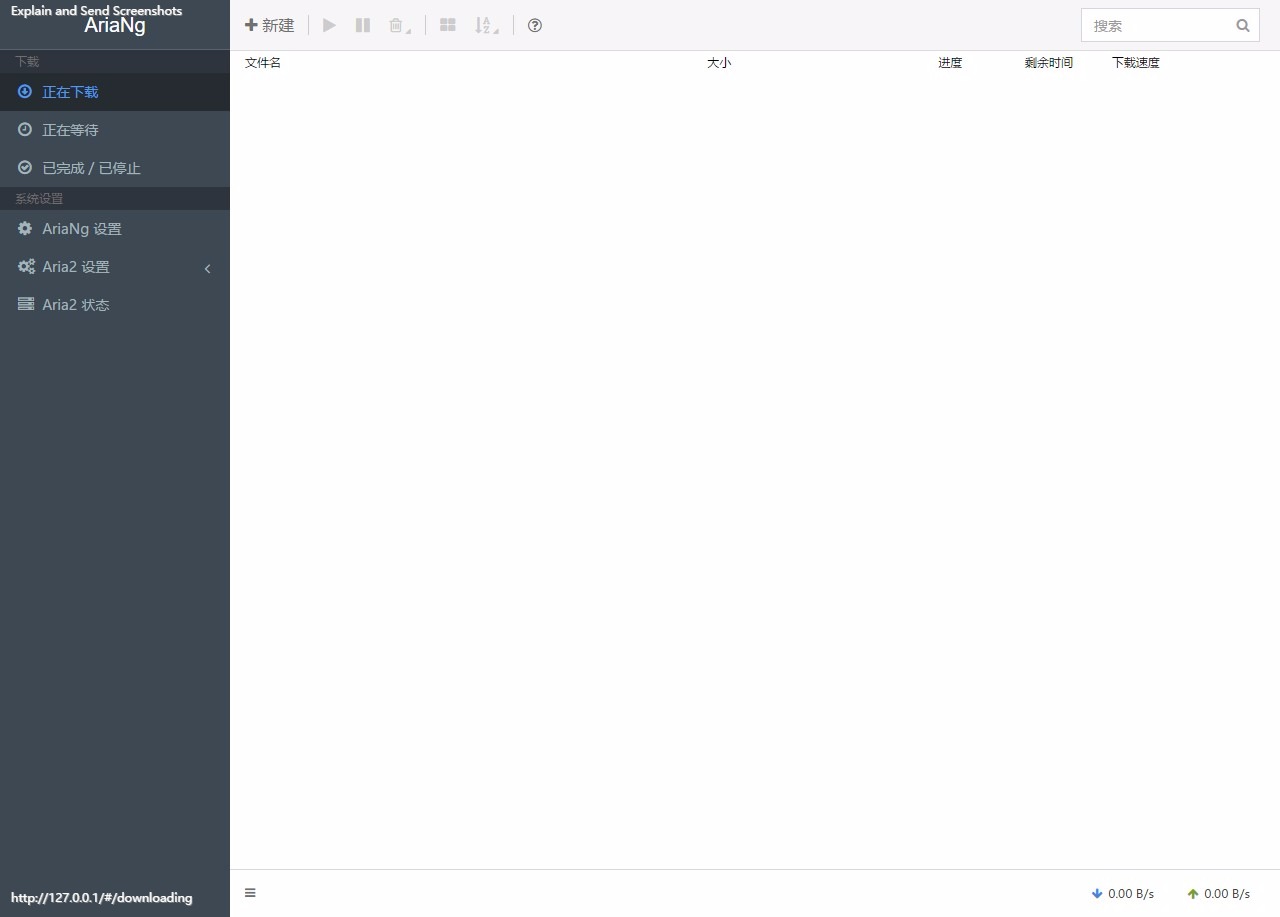 Explain and Send Screenshots
AriaNg
新建
搜索
下载
文件名 大小 进度 剩余时间 下载速度
正在下载
正在等待
已完成 / 已停止
系统设置
AriaNg 设置
Aria2 设置
Aria2 状态
http://127.0.0.1/#/downloading
0.00 B/s 0.00 B/s